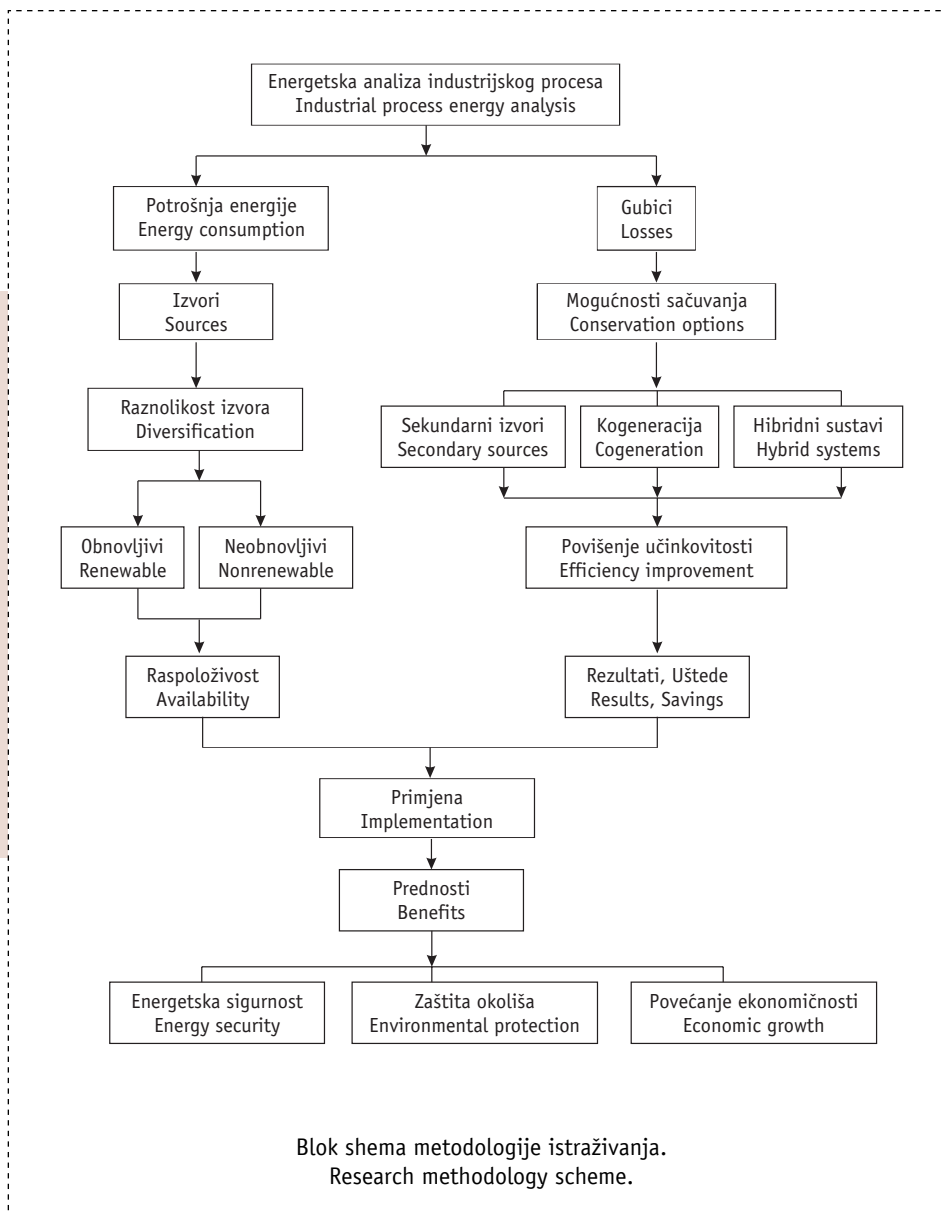 Energetska analiza industrijskog procesa
Industrial process energy analysis
Potrošnja energije
Energy consumption
Gubici
Losses
Izvori
Sources
Mogućnosti sačuvanja
Conservation options
Raznolikost izvora
Diversification
Sekundarni izvori
Secondary sources
Kogeneracija
Cogeneration
Hibridni sustavi
Hybrid systems
Obnovljivi
Renewable
Neobnovljivi
Nonrenewable
Povišenje učinkovitosti
Efficiency improvement
Raspoloživost
Availability
Rezultati, Uštede
Results, Savings
Primjena
Implementation
Prednosti
Benefits
Energetska sigurnost
Energy security
Zaštita okoliša
Environmental protection
Povećanje ekonomičnosti
Economic growth
Blok shema metodologije istraživanja.
Research methodology scheme.